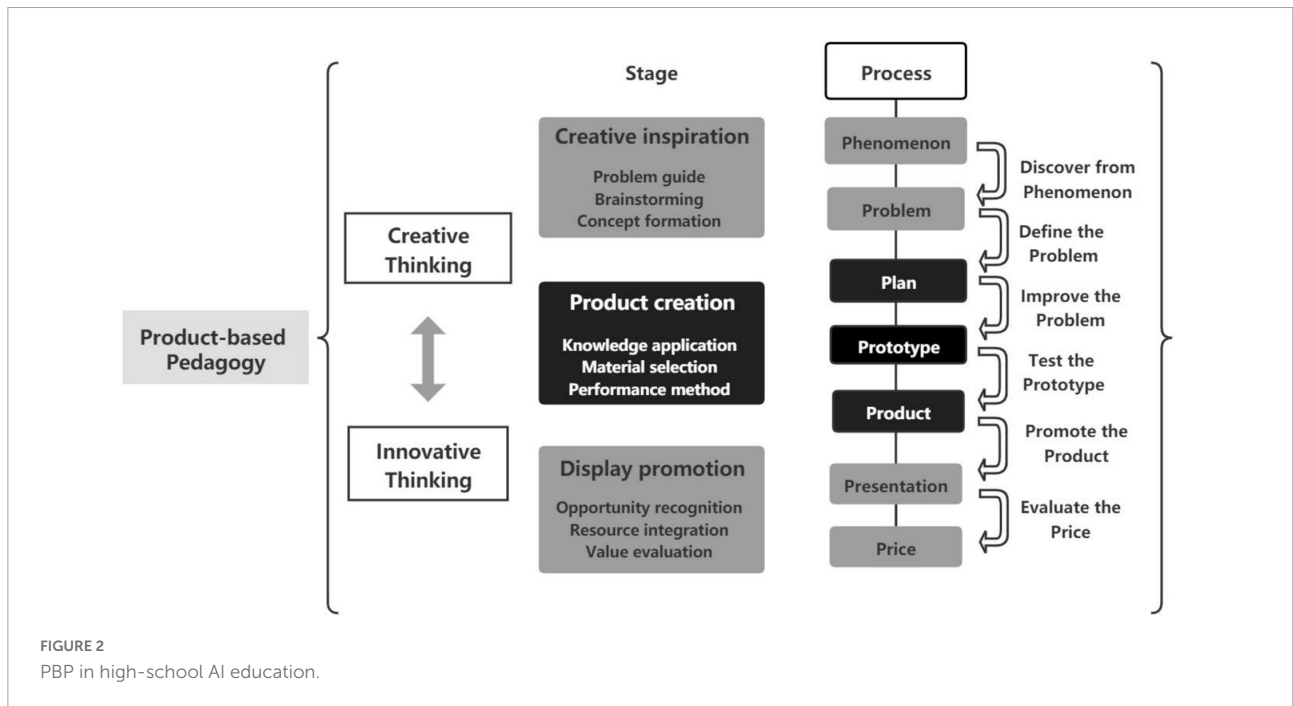 Product-based
Pedagogy
Creative
Thinking
Innovative
Thinking
Stage
Creative inspiration
Problem guide
Brainstorming
Concept formation
Product creation
Knowledge application
Material selection
Performance method
Display promotion
Opportunity recognition
Resource integration
Value evaluation
Process
Phenomenon
Problem
Plan
Prototype
Product
Presentation
Price
Discover from
Phenomenon
Define the
Problem
Improve the
Problem
Test the
Prototype
Promote the
Product
Evaluate the
Price
FIGURE 2
PBP in high-school AI education.